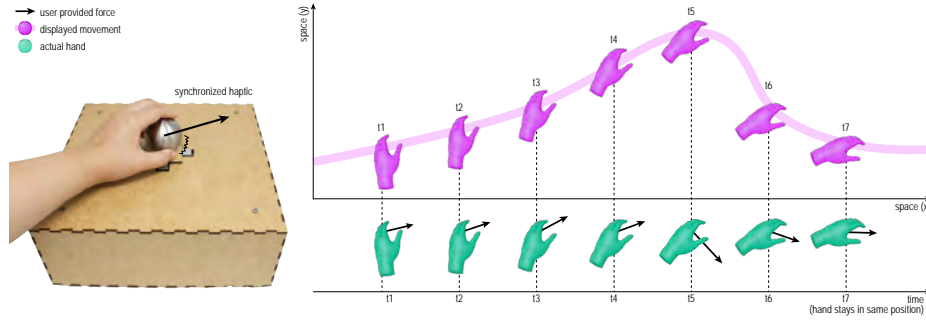 user provided force
displayed movement
actual hand
synchronized haptic
space (y)
t1
t2
t3
t4
t5
t6
t7
space (x
t1
t2
t3
t4
t5
t6
t7
time
(hand stays in same position)